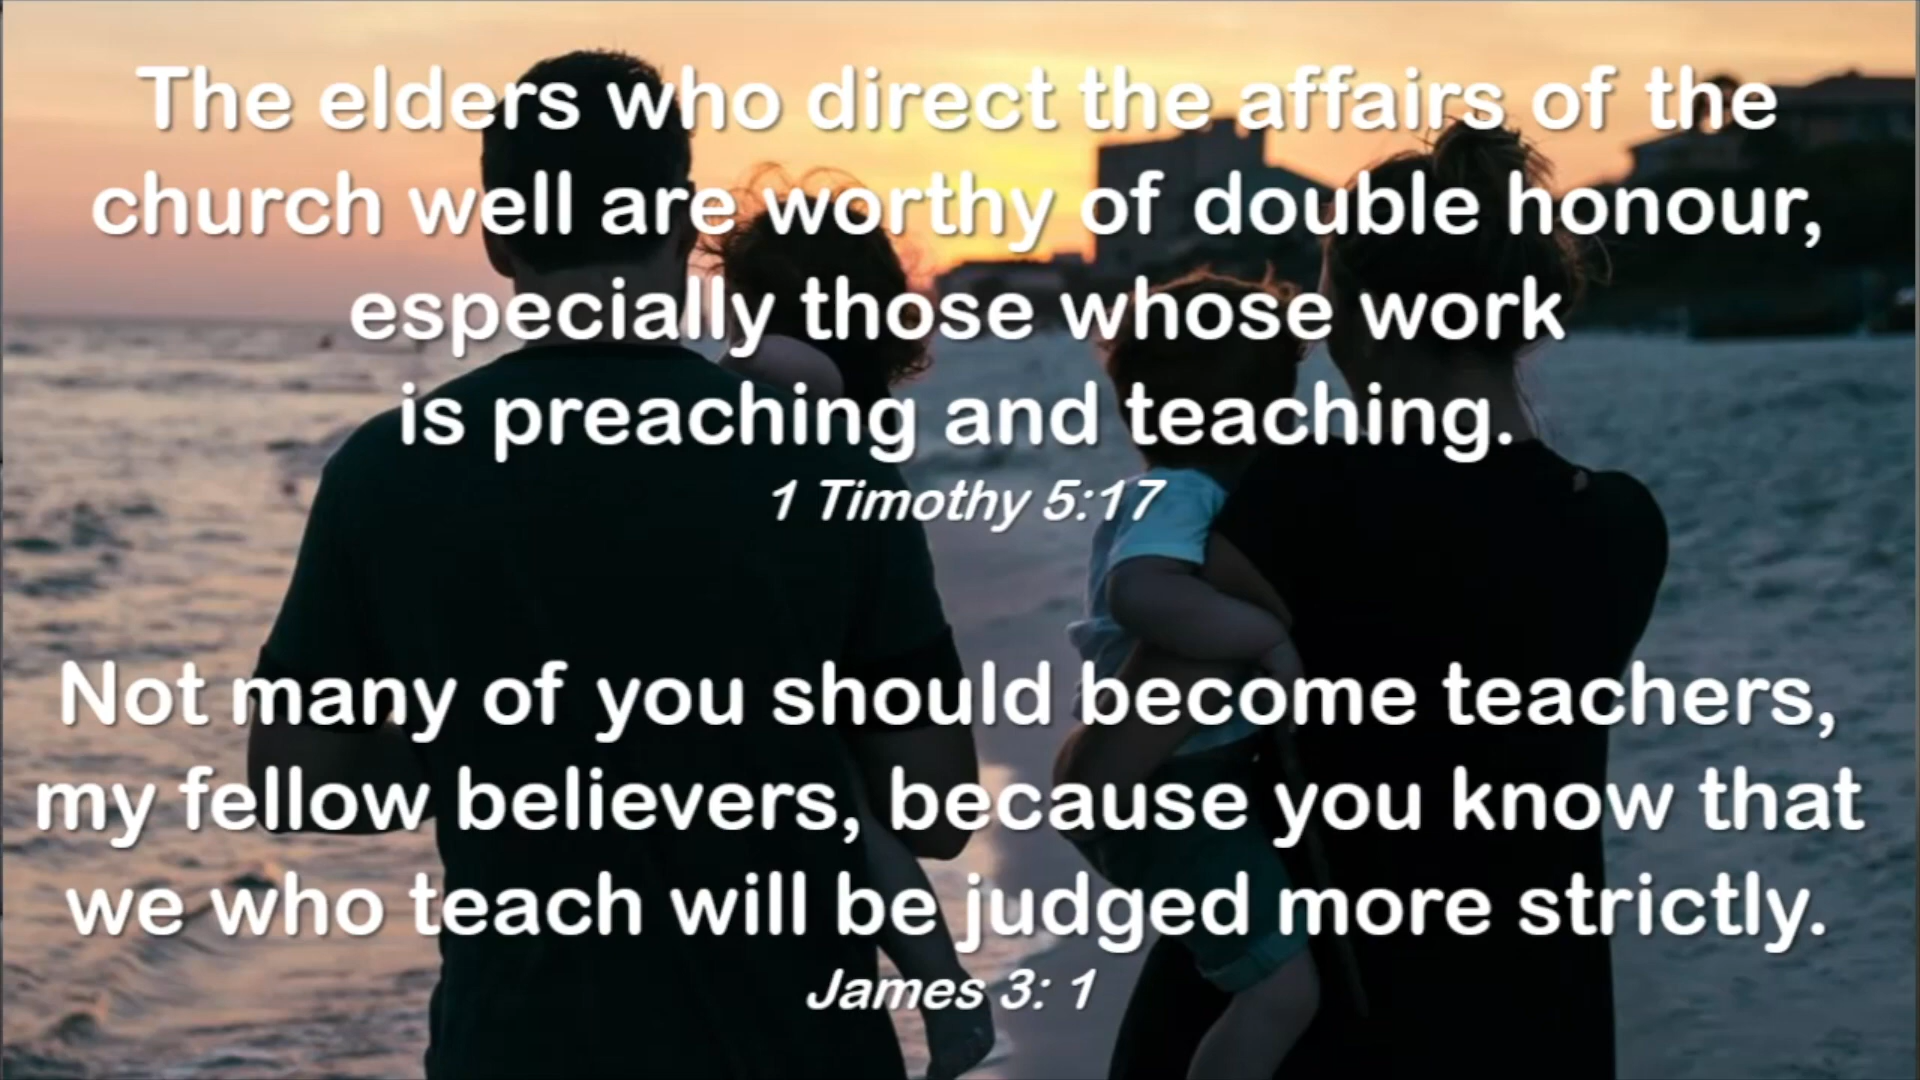 The elders who direct the affairs of the
church well are worthy of double honour,
especially those whose work
is preaching and teaching.
1 Timothy 5:17
Not many of you should become teachers,
my fellow believers, because you know that
we who teach will be judged more strictly.
James 3: 1